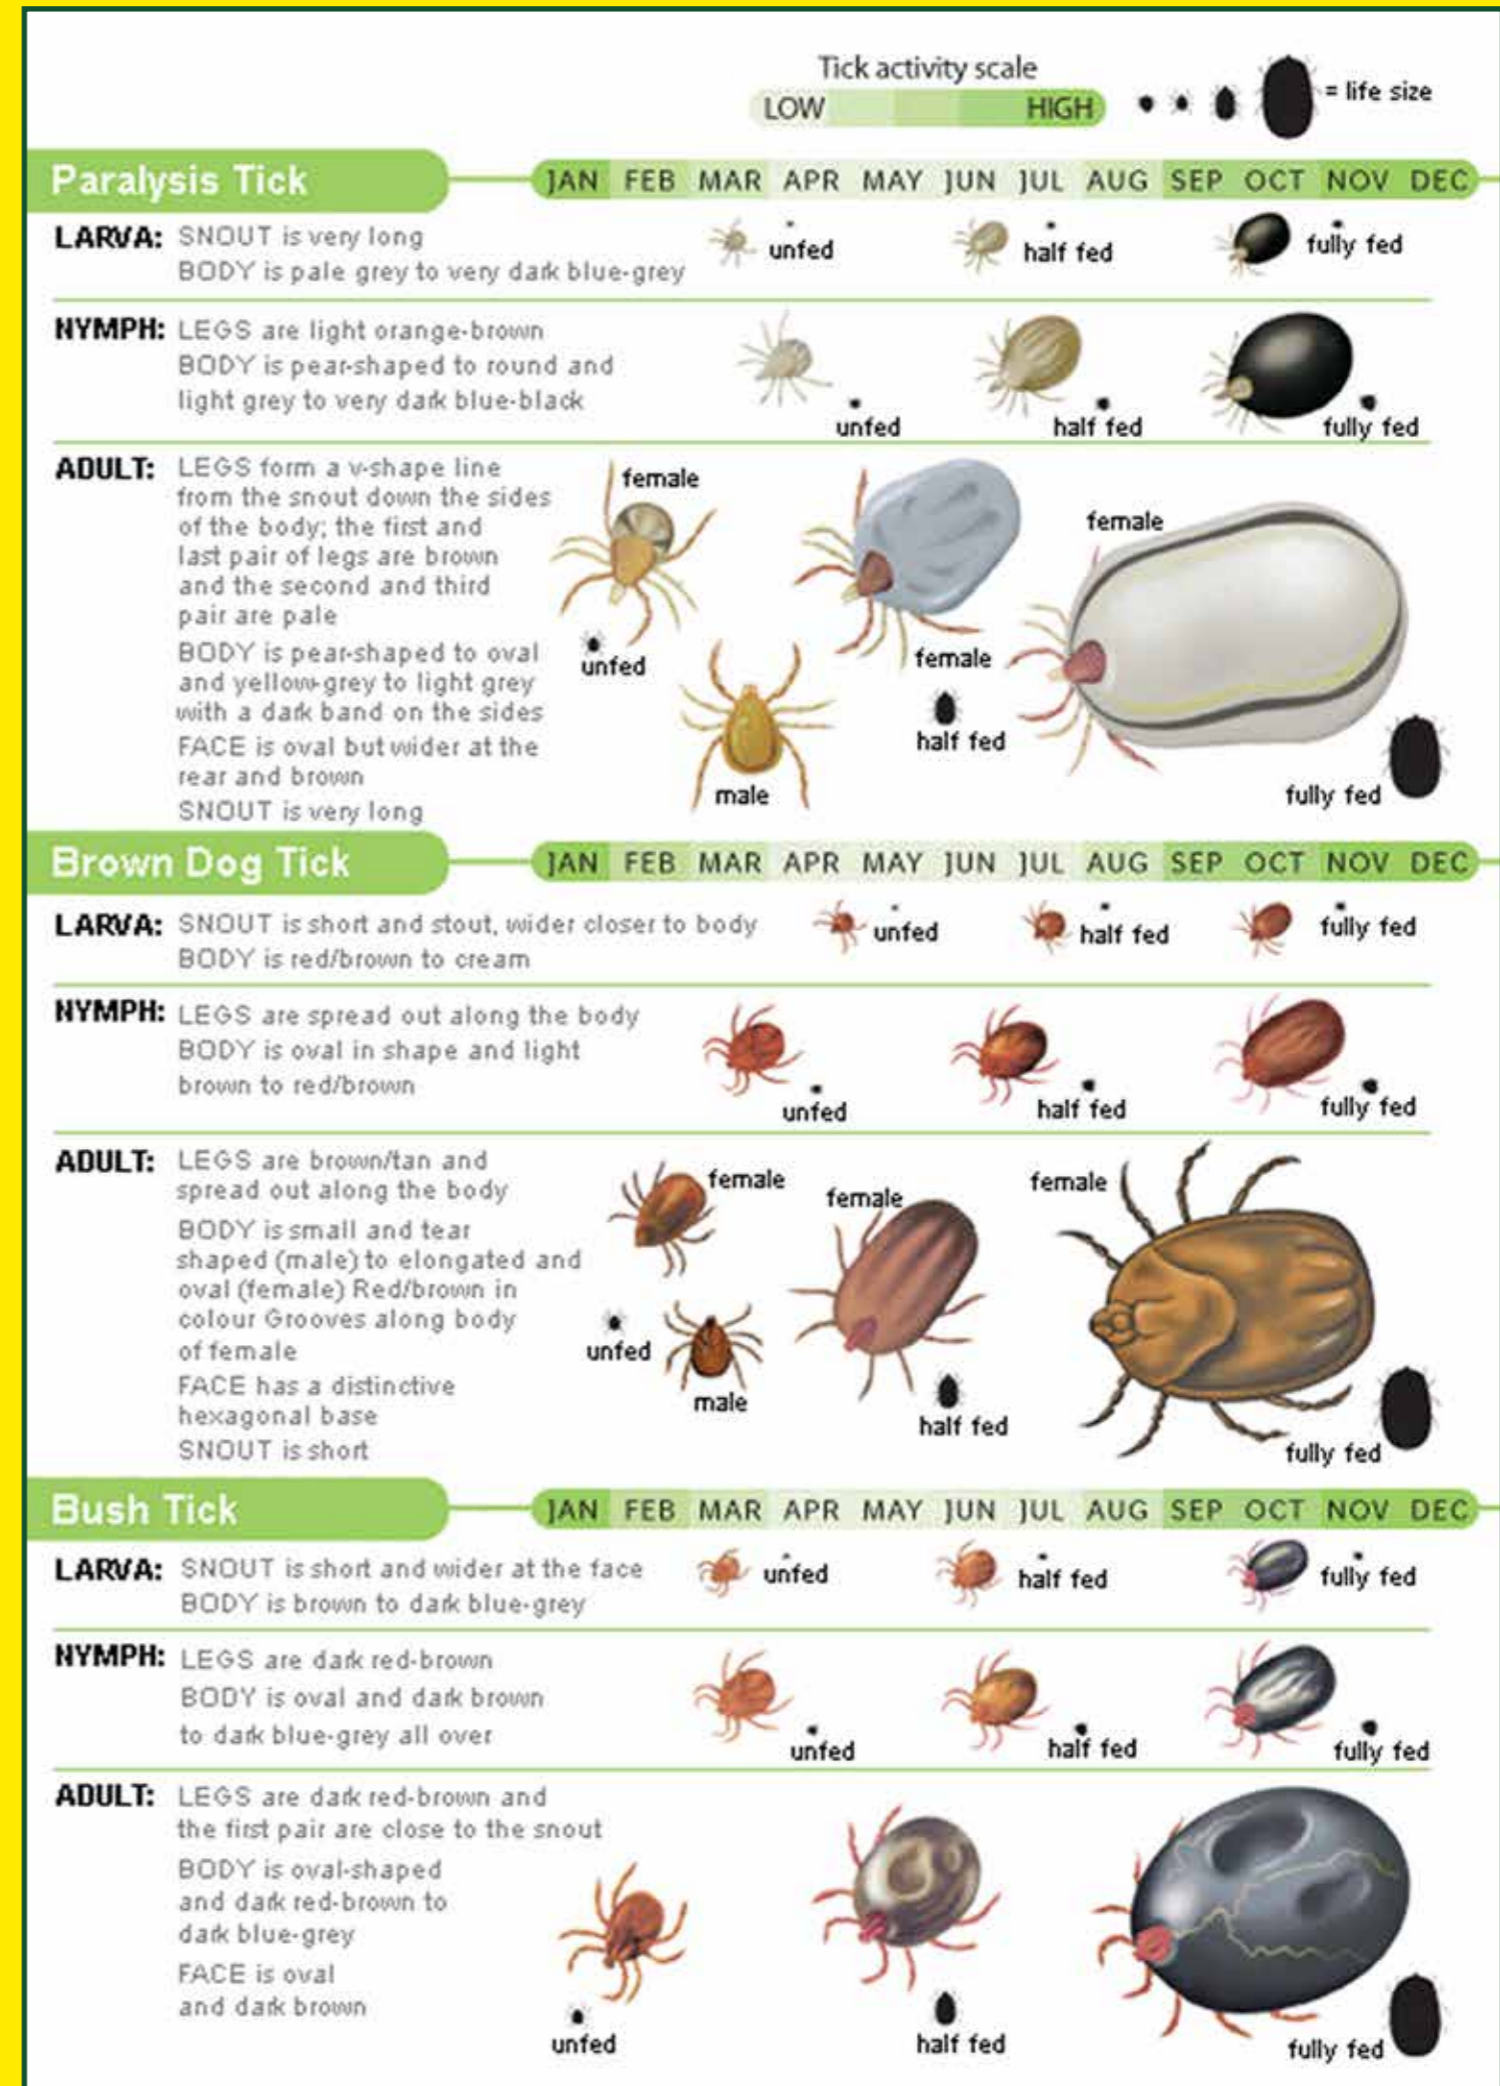 Tick activity scale
LOW HIGH
= life size
Paralysis Tick
JAN FEB MAR APR MAY JUN JUL AUG SEP OCT NOV DEC
LARVA: SNOUT is very long
BODY is pale grey to very dark blue-grey
unfed
half fed
fully fed
NYMPH: LEGS are light orange-brown
BODY is pear-shaped to round and
light grey to very dark blue-black
unfed
half fed
fully fed
ADULT: LEGS form a v-shape line
from the snout down the sides
of the body; the first and
last pair of legs are brown
and the second and third
pair are pale
BODY is pear-shaped to oval
and yellow-grey to light grey
with a dark band on the sides
FACE is oval but wider at the
rear and brown
SNOUT is very long
female
unfed
male
female
half fed
female
fully fed
Brown Dog Tick
JAN FEB MAR APR MAY JUN JUL AUG SEP OCT NOV DEC
LARVA: SNOUT is short and stout, wider closer to body
BODY is red/brown to cream
unfed
half fed
fully fed
NYMPH: LEGS are spread out along the body
BODY is oval in shape and light
brown to red/brown
unfed
half fed
fully fed
ADULT: LEGS are brown/tan and
spread out along the body
BODY is small and tear
shaped (male) to elongated and
oval (female) Red/brown in
colour Grooves along body
of female
FACE has a distinctive
hexagonal base
SNOUT is short
female
unfed
male
female
half fed
female
fully fed
Bush Tick
JAN FEB MAR APR MAY JUN JUL AUG SEP OCT NOV DEC
LARVA: SNOUT is short and wider at the face
BODY is brown to dark blue-grey
unfed
half fed
fully fed
NYMPH: LEGS are dark red-brown
BODY is oval and dark brown
to dark blue-grey all over
unfed
half fed
fully fed
ADULT: LEGS are dark red-brown and
the first pair are close to the snout
BODY is oval-shaped
and dark red-brown to
dark blue-grey
FACE is oval
and dark brown
unfed
half fed
fully fed